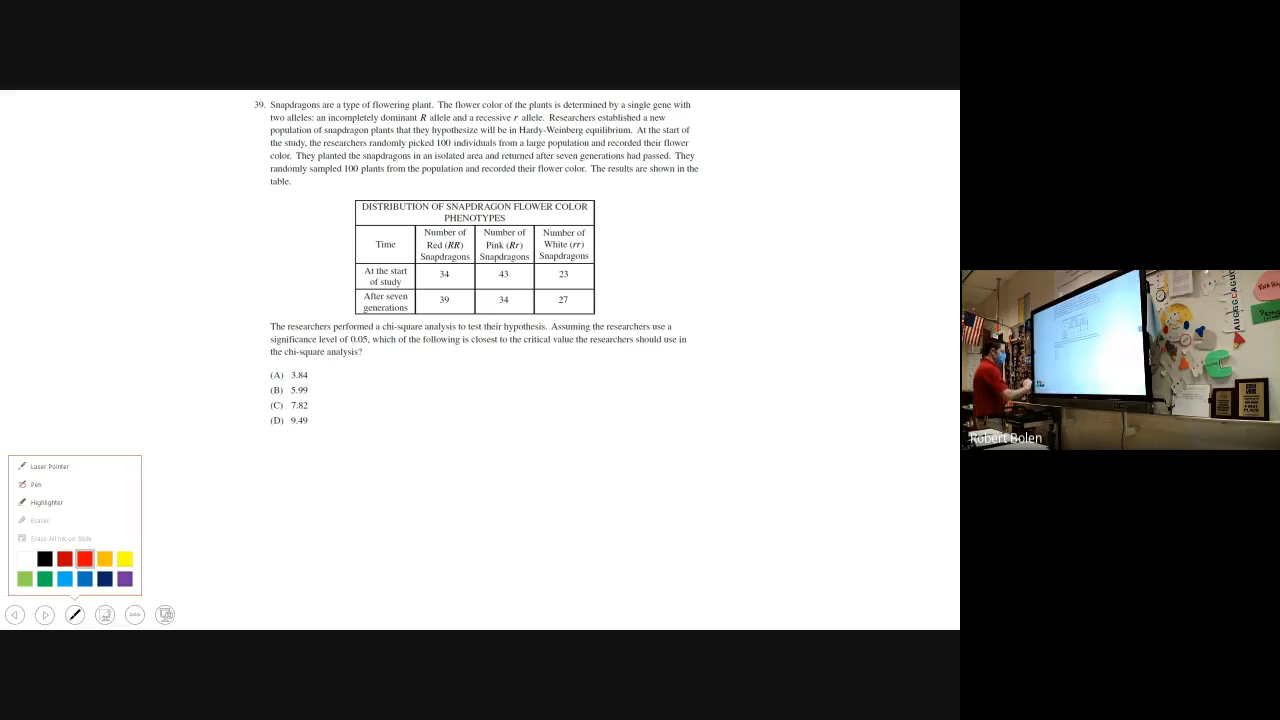 39. Snapdragons are a type of flowering plant. The flower color of the plants is determined by a single gene with
two alleles: an incompletely dominant R allele and a recessive r allele. Researchers established a new
population of snapdragon plants that they hypothesize will be in Hardy-Weinberg equilibrium. At the start of
the study, the researchers randomly picked 100 individuals from a large population and recorded their flower
color. They planted the snapdragons in an isolated area and returned after seven generations had passed. They
randomly sampled 100 plants from the population and recorded their flower color. The results are shown in the
table.
DISTRIBUTION OF SNAPDRAGON FLOWER COLOR
PHENOTYPES
Time
Number of
Red (RR)
Snapdragons
Number of
Pink (Rr)
Snapdragons
Number of
White (rr)
Snapdragons
At the start
of study
34
43
23
After seven
generations
39
34
27
The researchers performed a chi-square analysis to test their hypothesis. Assuming the researchers use a
significance level of 0.05, which of the following is closest to the critical value the researchers should use in
the chi-square analysis?
(A) 3.84
(B) 5.99
(C) 7.82
(D) 9.49
Laser Pointer
Pen
Highlighter
Eraser
Erase All Ink on Slide
Robert Bolen